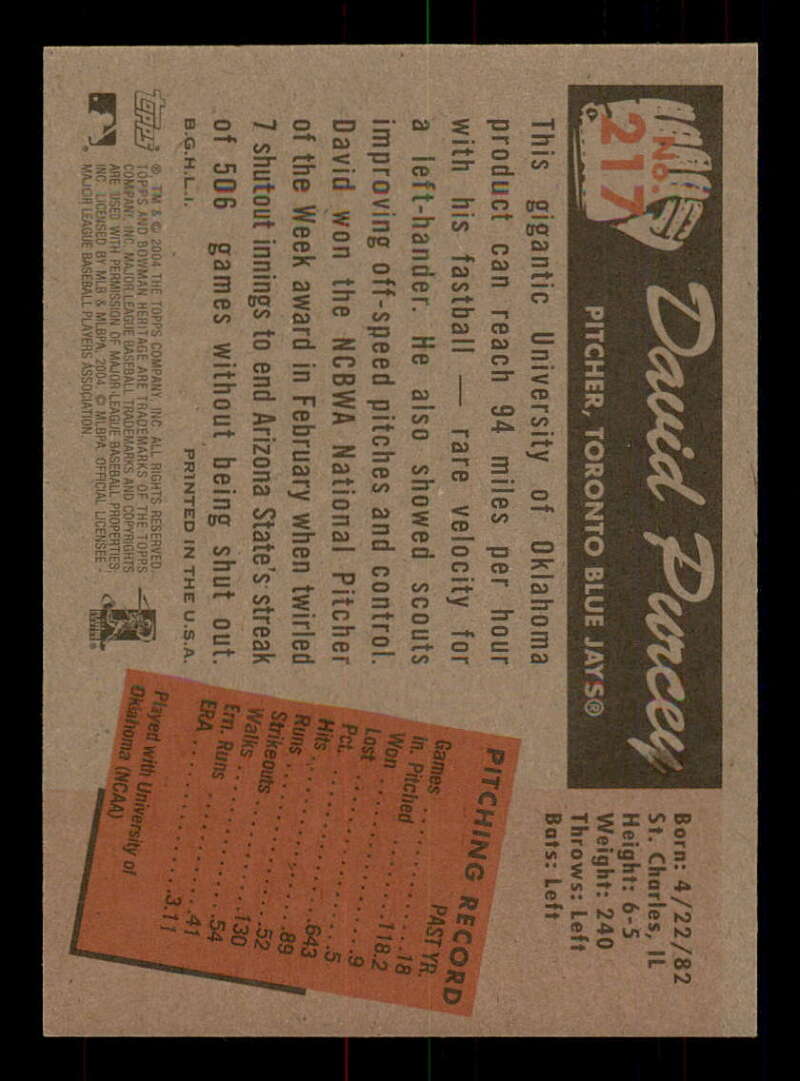 No.
217
David Purcey
PITCHER, TORONTO BLUE JAYS®
Born: 4/22/82
St. Charles, IL
Height: 6-5
Weight: 240
Throws: Left
Bats: Left
This gigantic University of Oklahoma
product can reach 94 miles per hour
with his fastball — rare velocity for
a left-hander. He also showed scouts
improving off-speed pitches and control.
David won the NCBWA National Pitcher
of the Week award in February when twirled
7 shutout innings to end Arizona State's streak
of 506 games without being shut out.
B.G.H.L.I. PRINTED IN THE U.S.A.
PITCHING RECORD
PAST YR.
Games ..........18
In. Pitched ..........118.2
Won ..........9
Lost ..........5
Pct. ...........643
Hits ..........89
Runs ..........52
Strikeouts ..........130
Walks ..........54
Ern. Runs ..........41
ERA ..........3.11
Played with University of
Oklahoma (NCAA)
Topps
® TM & © 2004 THE TOPPS COMPANY, INC. ALL RIGHTS RESERVED.
TOPPS AND BOWMAN HERITAGE ARE TRADEMARKS OF THE TOPPS
COMPANY, INC. MAJOR LEAGUE BASEBALL TRADEMARKS AND COPYRIGHTS
ARE USED WITH PERMISSION OF MAJOR LEAGUE BASEBALL PROPERTIES,
INC. LICENSED BY MLB & MLBPA, 2004. © MLBPA. OFFICIAL LICENSEE -
MAJOR LEAGUE BASEBALL PLAYERS ASSOCIATION.